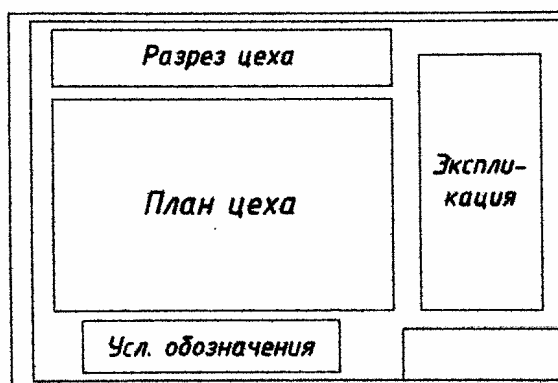 Разрез цеха
План цеха
Экспли-
кация
Усл. обозначения